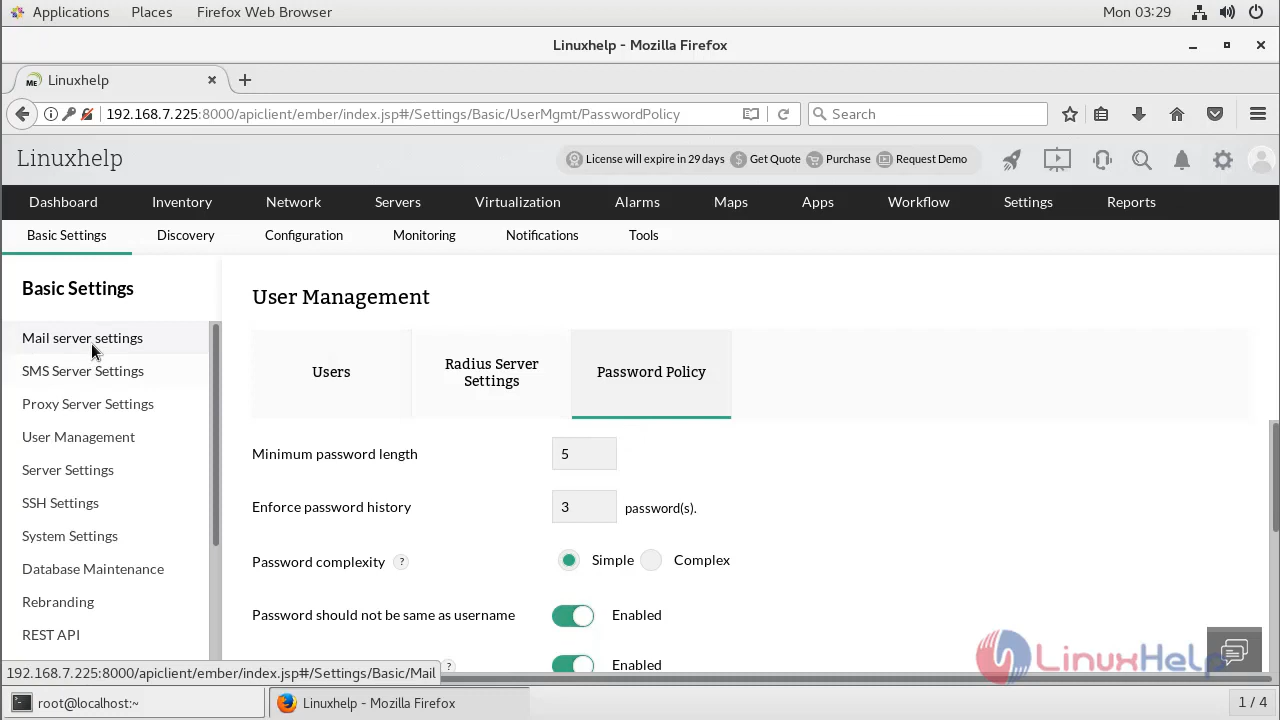 Applications Places Firefox Web Browser Mon 03:29
Linuxhelp - Mozilla Firefox
ME Linuxhelp
192.168.7.225:8000/apiclient/ember/index.jsp#/Settings/Basic/UserMgmt/PasswordPolicy Search
Linuxhelp License will expire in 29 days $ Get Quote Purchase Request Demo
Dashboard Inventory Network Servers Virtualization Alarms Maps Apps Workflow Settings Reports
Basic Settings Discovery Configuration Monitoring Notifications Tools
Basic Settings
Mail server settings
SMS Server Settings
Proxy Server Settings
User Management
Server Settings
SSH Settings
System Settings
Database Maintenance
Rebranding
REST API
User Management
Users
Radius Server
Settings
Password Policy
Minimum password length 5
Enforce password history 3 password(s).
Password complexity ? Simple Complex
Password should not be same as username Enabled
? Enabled
LinuxHelp
192.168.7.225:8000/apiclient/ember/index.jsp#/Settings/Basic/Mail
root@localhost:~ Linuxhelp - Mozilla Firefox 1 / 4